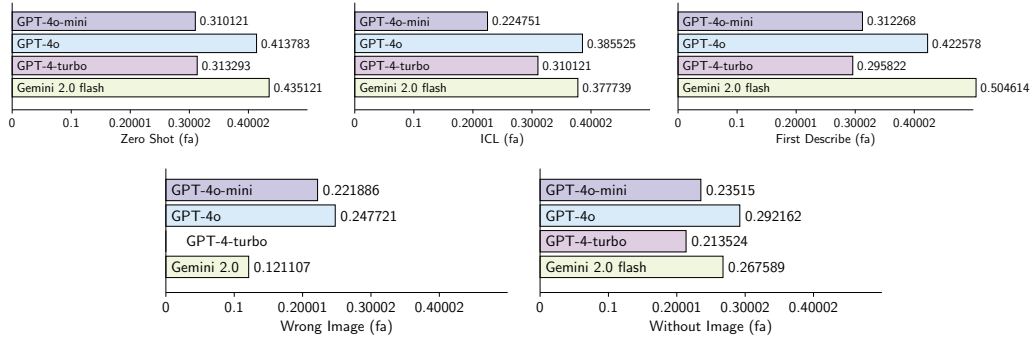 GPT-4o-mini 0.310121
GPT-4o 0.413783
GPT-4-turbo 0.313293
Gemini 2.0 flash 0.435121
0 0.1 0.20001 0.30002 0.40002
Zero Shot (fa)
GPT-4o-mini 0.224751
GPT-4o 0.385525
GPT-4-turbo 0.310121
Gemini 2.0 flash 0.377739
0 0.1 0.20001 0.30002 0.40002
ICL (fa)
GPT-4o-mini 0.312268
GPT-4o 0.422578
GPT-4-turbo 0.295822
Gemini 2.0 flash 0.504614
0 0.1 0.20001 0.30002 0.40002
First Describe (fa)
GPT-4o-mini 0.221886
GPT-4o 0.247721
GPT-4-turbo
Gemini 2.0 0.121107
0 0.1 0.20001 0.30002 0.40002
Wrong Image (fa)
GPT-4o-mini 0.23515
GPT-4o 0.292162
GPT-4-turbo 0.213524
Gemini 2.0 flash 0.267589
0 0.1 0.20001 0.30002 0.40002
Without Image (fa)